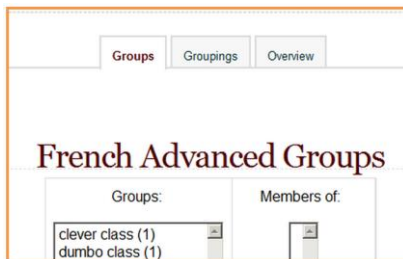 Groups Groupings Overview
French Advanced Groups
Groups: Members of:
clever class (1)
dumbo class (1)